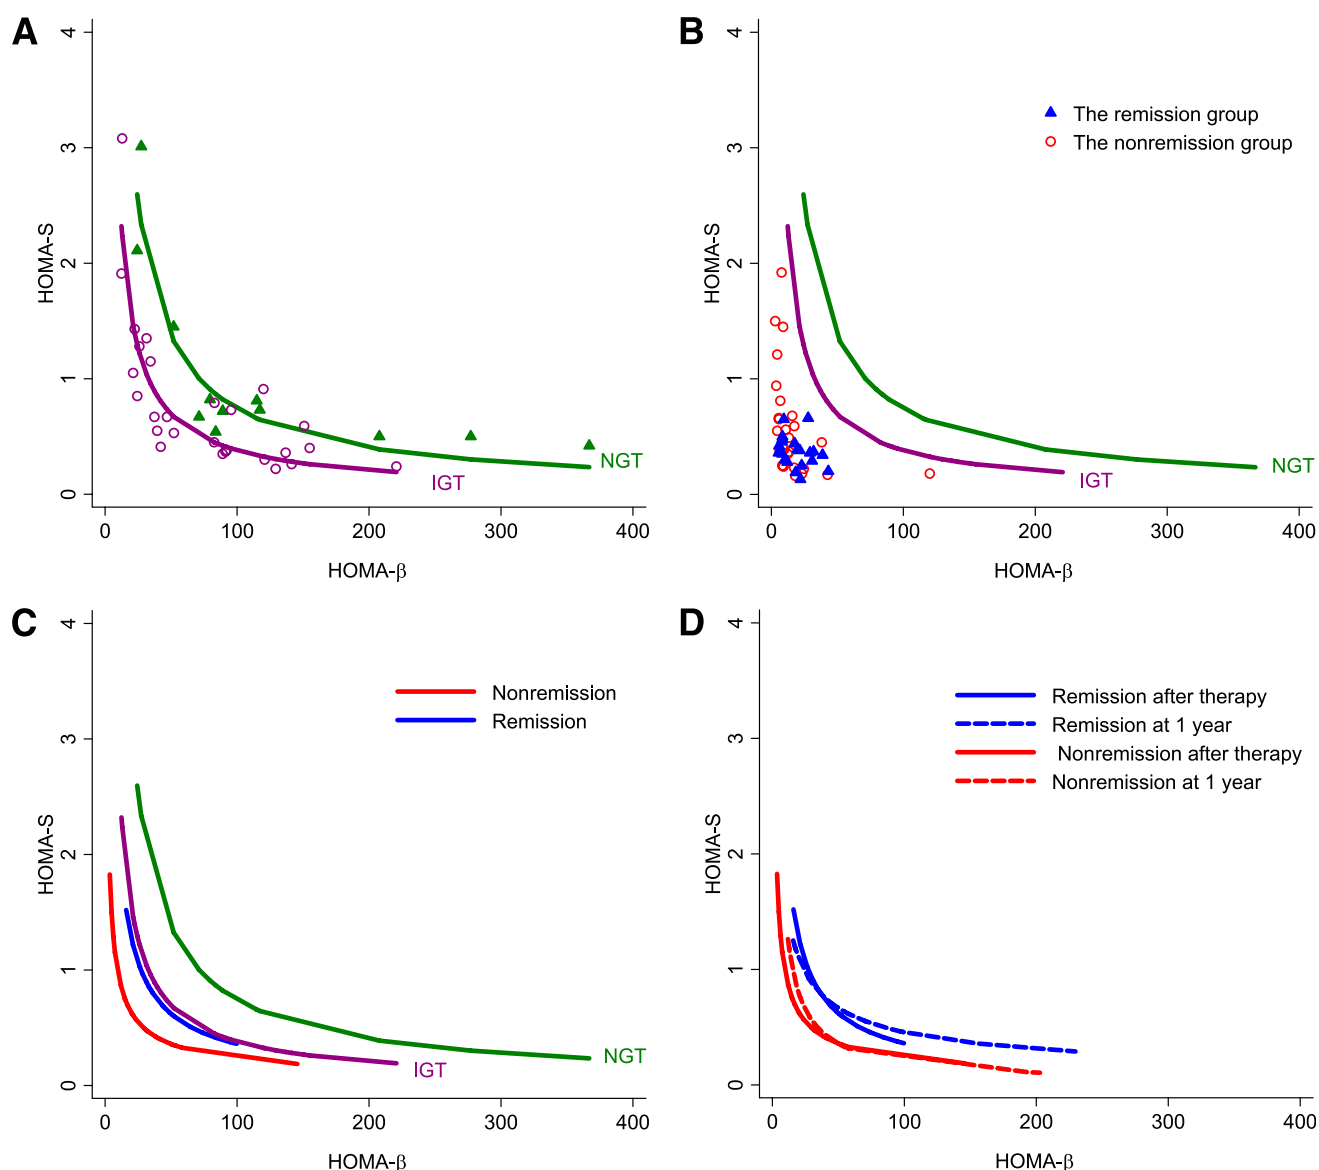 A
4
3
2
1
0
HOMA-S
NGT
IGT
0 100 200 300 400
HOMA-β
B
4
3
2
1
0
HOMA-S
The remission group
The nonremission group
NGT
IGT
0 100 200 300 400
HOMA-β
C
4
3
2
1
0
HOMA-S
Nonremission
Remission
NGT
IGT
0 100 200 300 400
HOMA-β
D
4
3
2
1
0
HOMA-S
Remission after therapy
Remission at 1 year
Nonremission after therapy
Nonremission at 1 year
0 100 200 300 400
HOMA-β